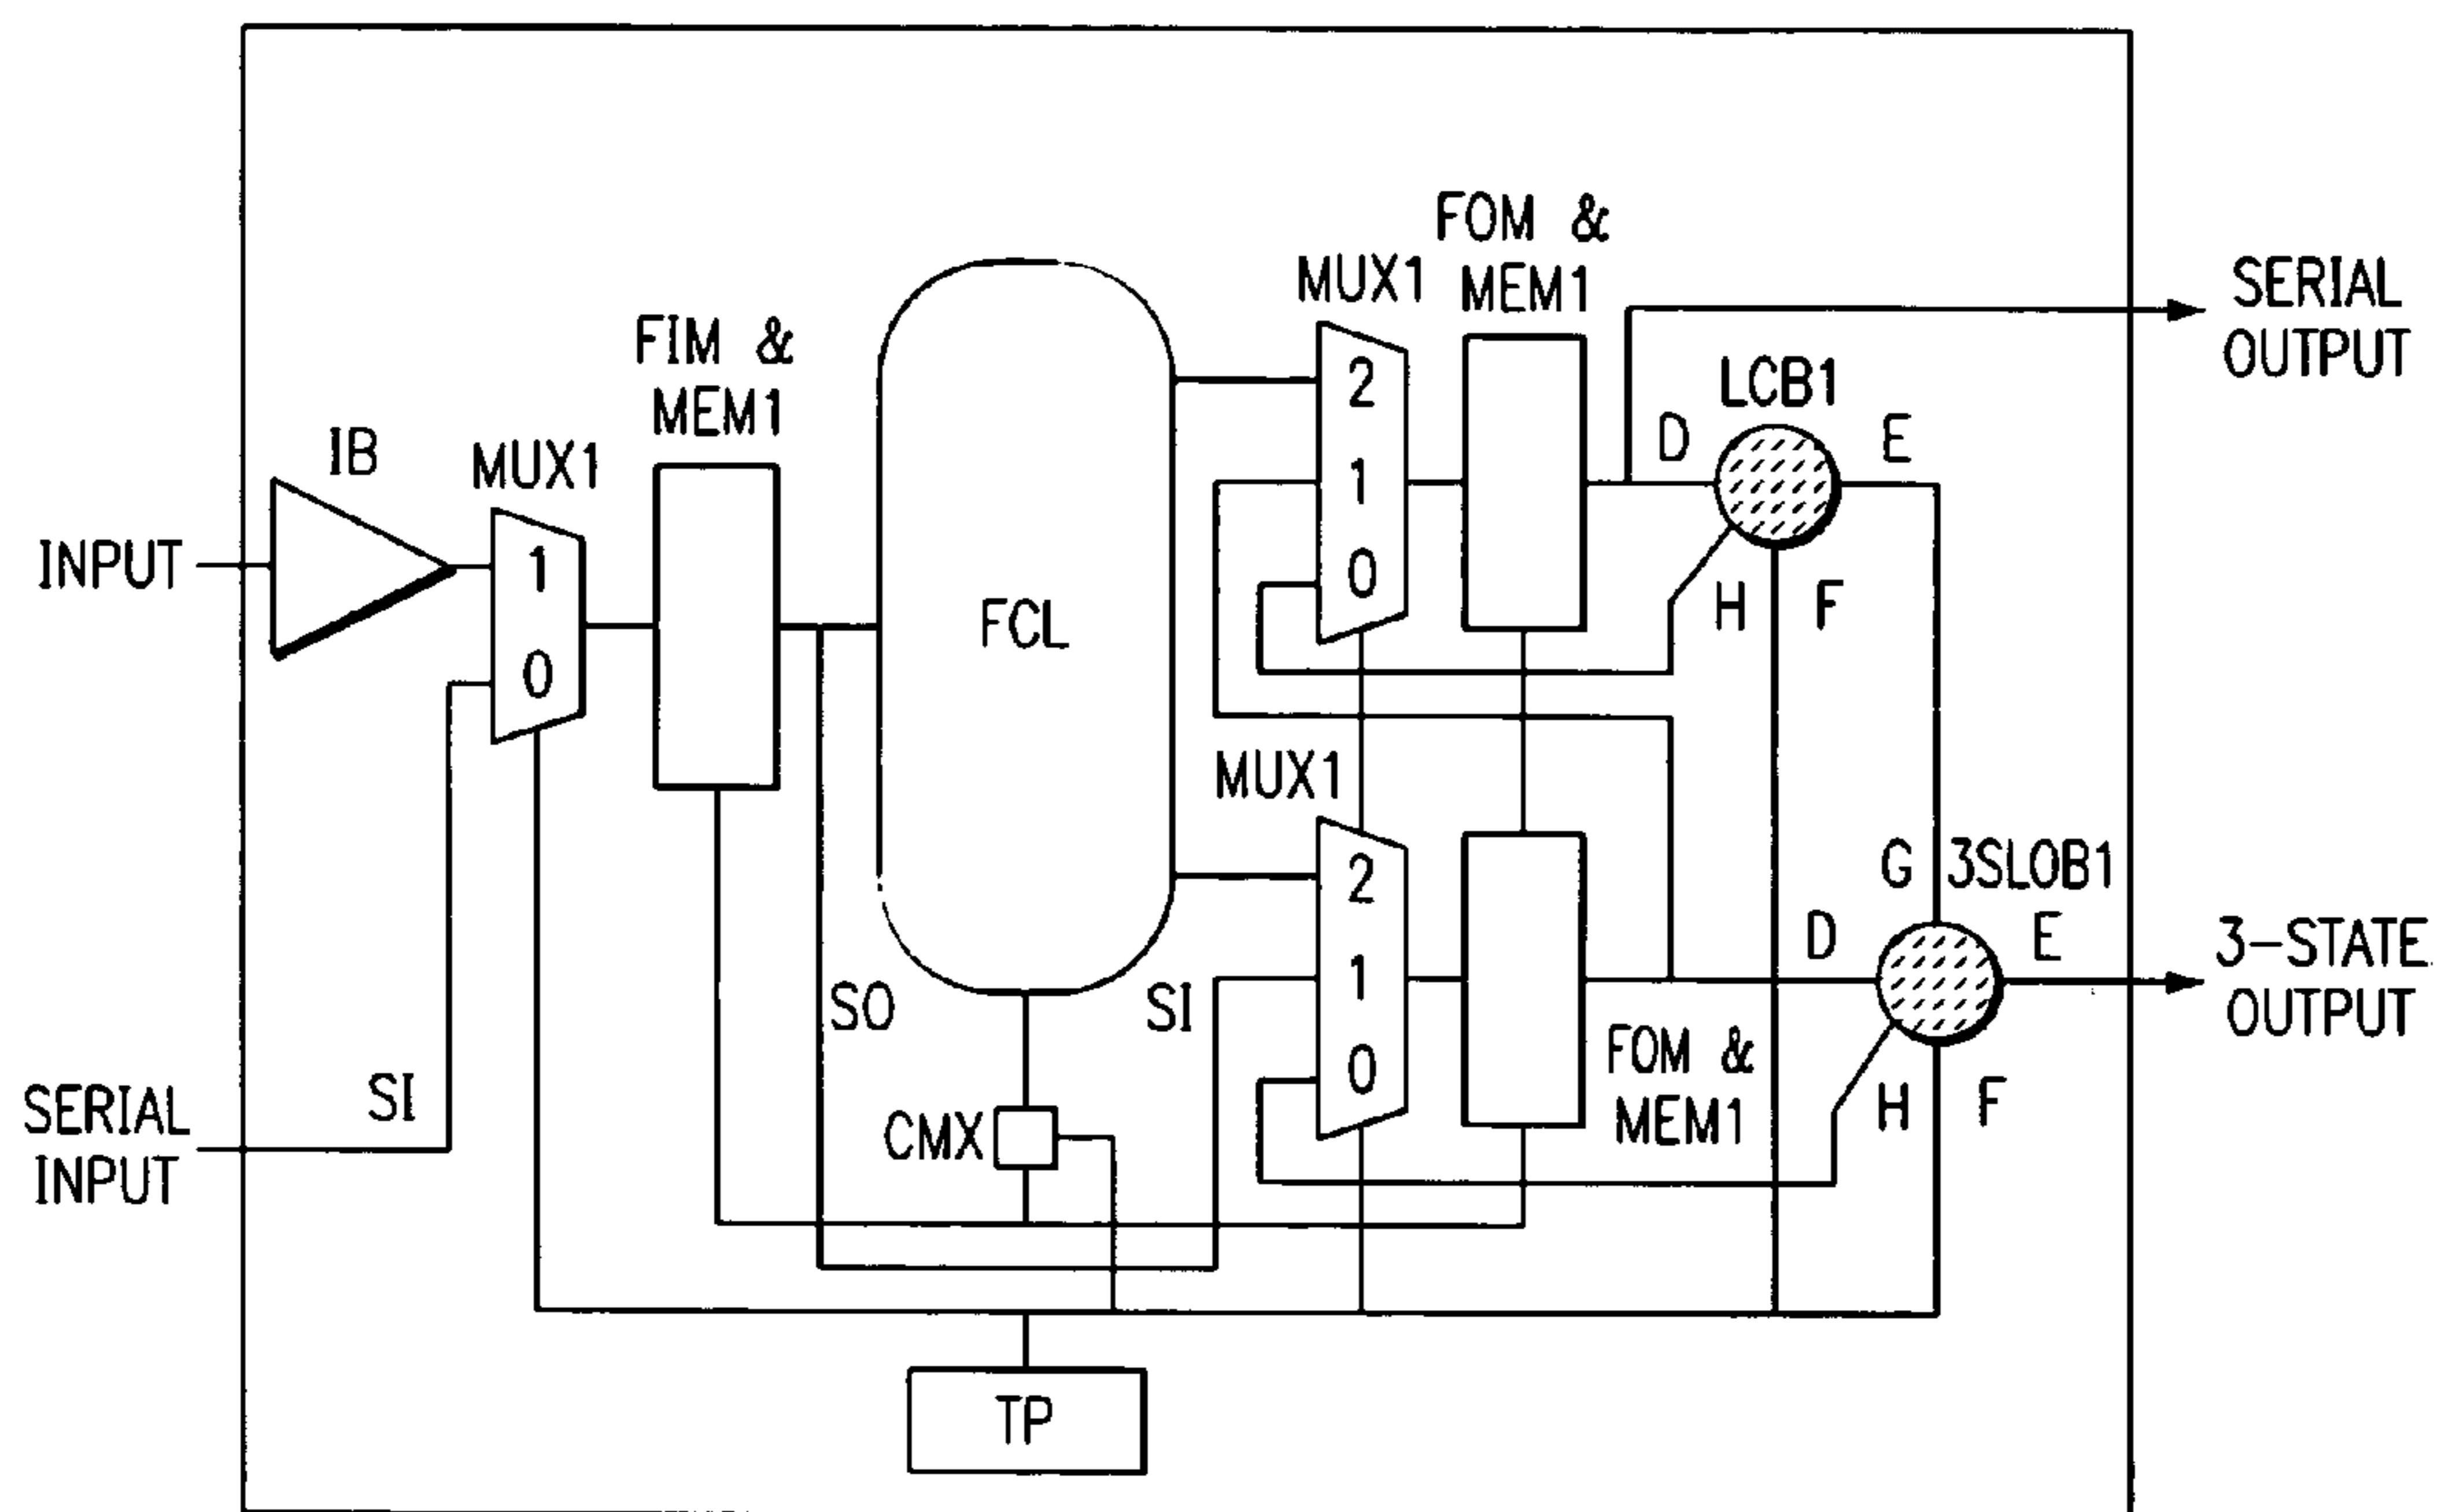 FOM &
MEM1
MUX1
SERIAL
OUTPUT
FIM &
MEM1
2
LCB1
D
E
IB
MUX1
1
INPUT
1
0
H
F
FCL
0
MUX1
2
G
3SLOB1
D
E
3-STATE
OUTPUT
1
SO
SI
FOM &
MEM1
0
H
F
SERIAL
INPUT
SI
CMX
TP